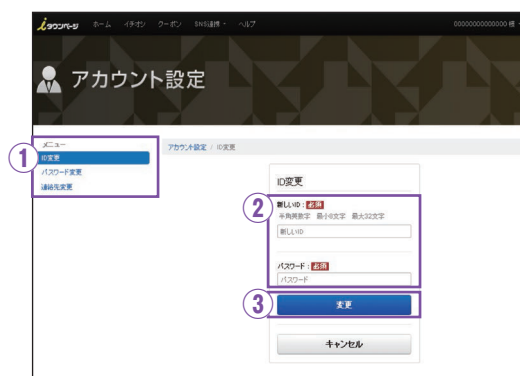 iタウンページ ホーム イチオシ クーポン SNS連携 ヘルプ 00000000000000 様
アカウント設定
①
メニュー
ID変更
パスワード変更
連絡先変更
アカウント設定 / ID変更
ID変更
②
新しいID：必須
半角英数字 最小8文字 最大32文字
新しいID
パスワード：必須
パスワード
③
変更
キャンセル